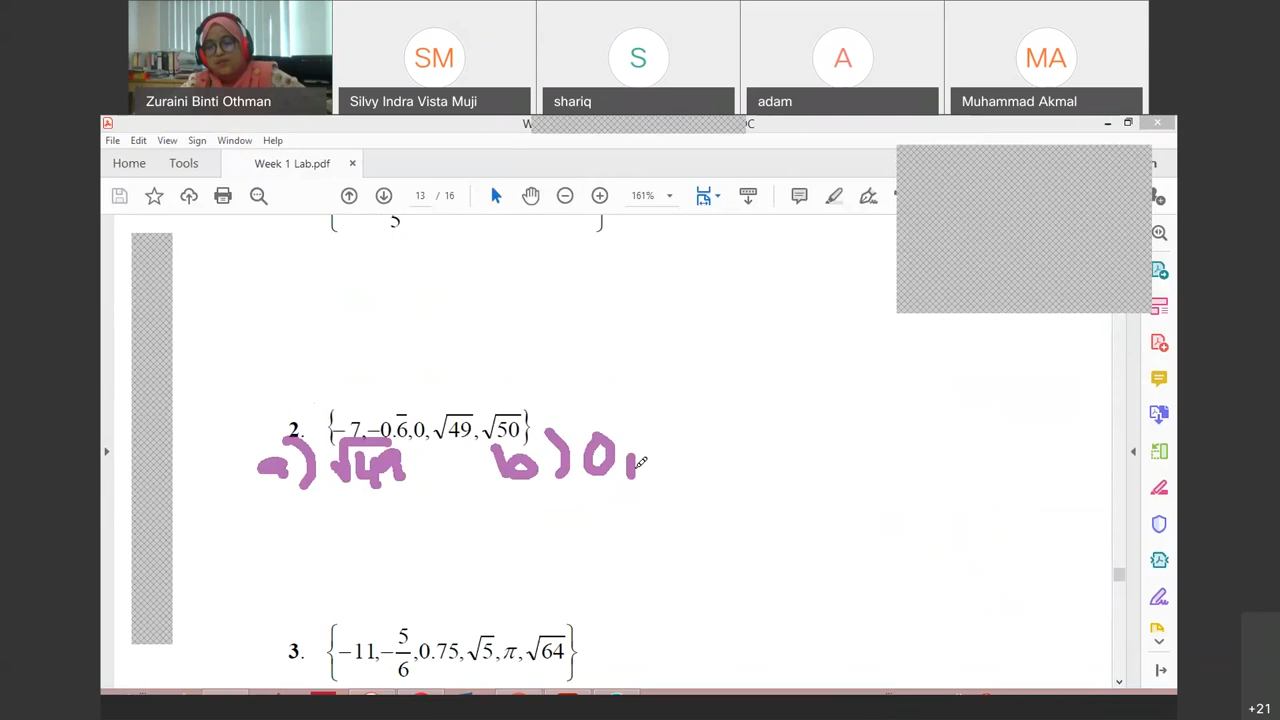 SM S A MA
Zuraini Binti Othman Silvy Indra Vista Muji shariq adam Muhammad Akmal
File Edit View Sign Window Help
Home Tools Week 1 Lab.pdf ×
13 / 16 161%
5
2. {−7,−0.6̅,0,√49,√50}
a) √49 b) 0,
3. {−11,−5/6,0.75,√5,π,√64}
+21